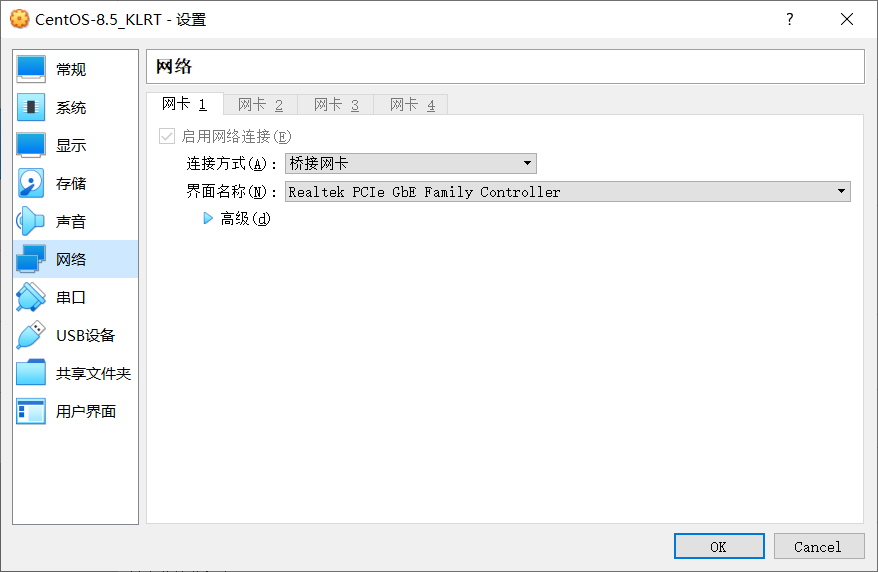 CentOS-8.5_KLRT - 设置
?
常规
系统
显示
存储
声音
网络
串口
USB设备
共享文件夹
用户界面
网络
网卡 1 网卡 2 网卡 3 网卡 4
启用网络连接(E)
连接方式(A): 桥接网卡
界面名称(N): Realtek PCIe GbE Family Controller
高级(d)
OK Cancel